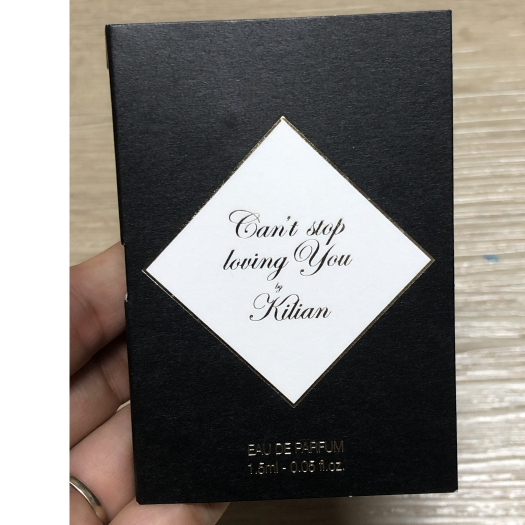 Can't stop
loving You
by
Kilian
EAU DE PARFUM
1.5ml - 0.05 fl.oz.